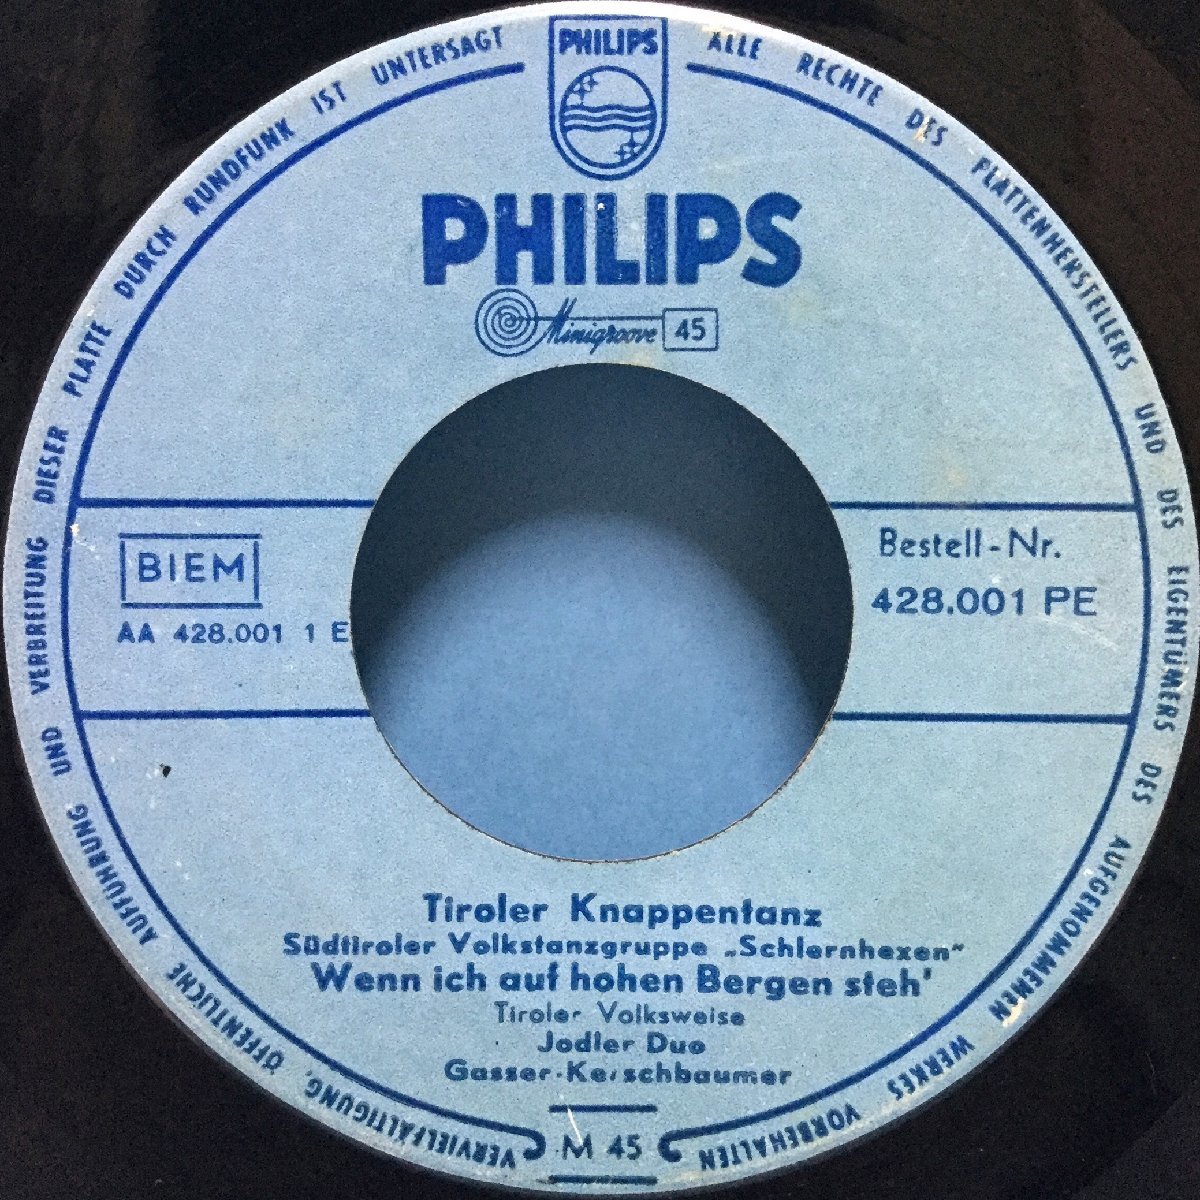 PHILIPS
ALLE RECHTE DES PLATTENHERSTELLERS UND DES EIGENTÜMERS DES AUFGENOMMENEN WERKES VORBEHALTEN
VERVIELFÄLTIGUNG, ÖFFENTLICHE AUFFÜHRUNG UND VERBREITUNG DIESER PLATTE DURCH RUNDFUNK IST UNTERSAGT
PHILIPS
Minigroove 45
BIEM
AA 428.001 1 E
Bestell-Nr.
428.001 PE
Tiroler Knappentanz
Südtiroler Volkstanzgruppe „Schlernhexen“
Wenn ich auf hohen Bergen steh'
Tiroler Volksweise
Jodler Duo
Gasser-Kerschbaumer
M 45